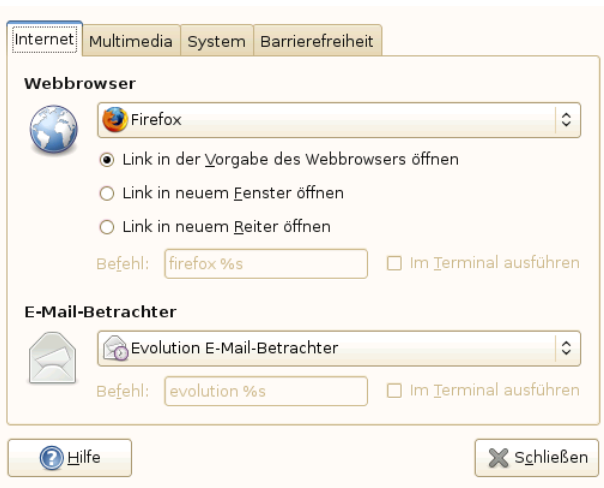 Internet Multimedia System Barrierefreiheit
Webbrowser
Firefox
Link in der Vorgabe des Webbrowsers öffnen
Link in neuem Fenster öffnen
Link in neuem Reiter öffnen
Befehl: firefox %s Im Terminal ausführen
E-Mail-Betrachter
Evolution E-Mail-Betrachter
Befehl: evolution %s Im Terminal ausführen
Hilfe Schließen